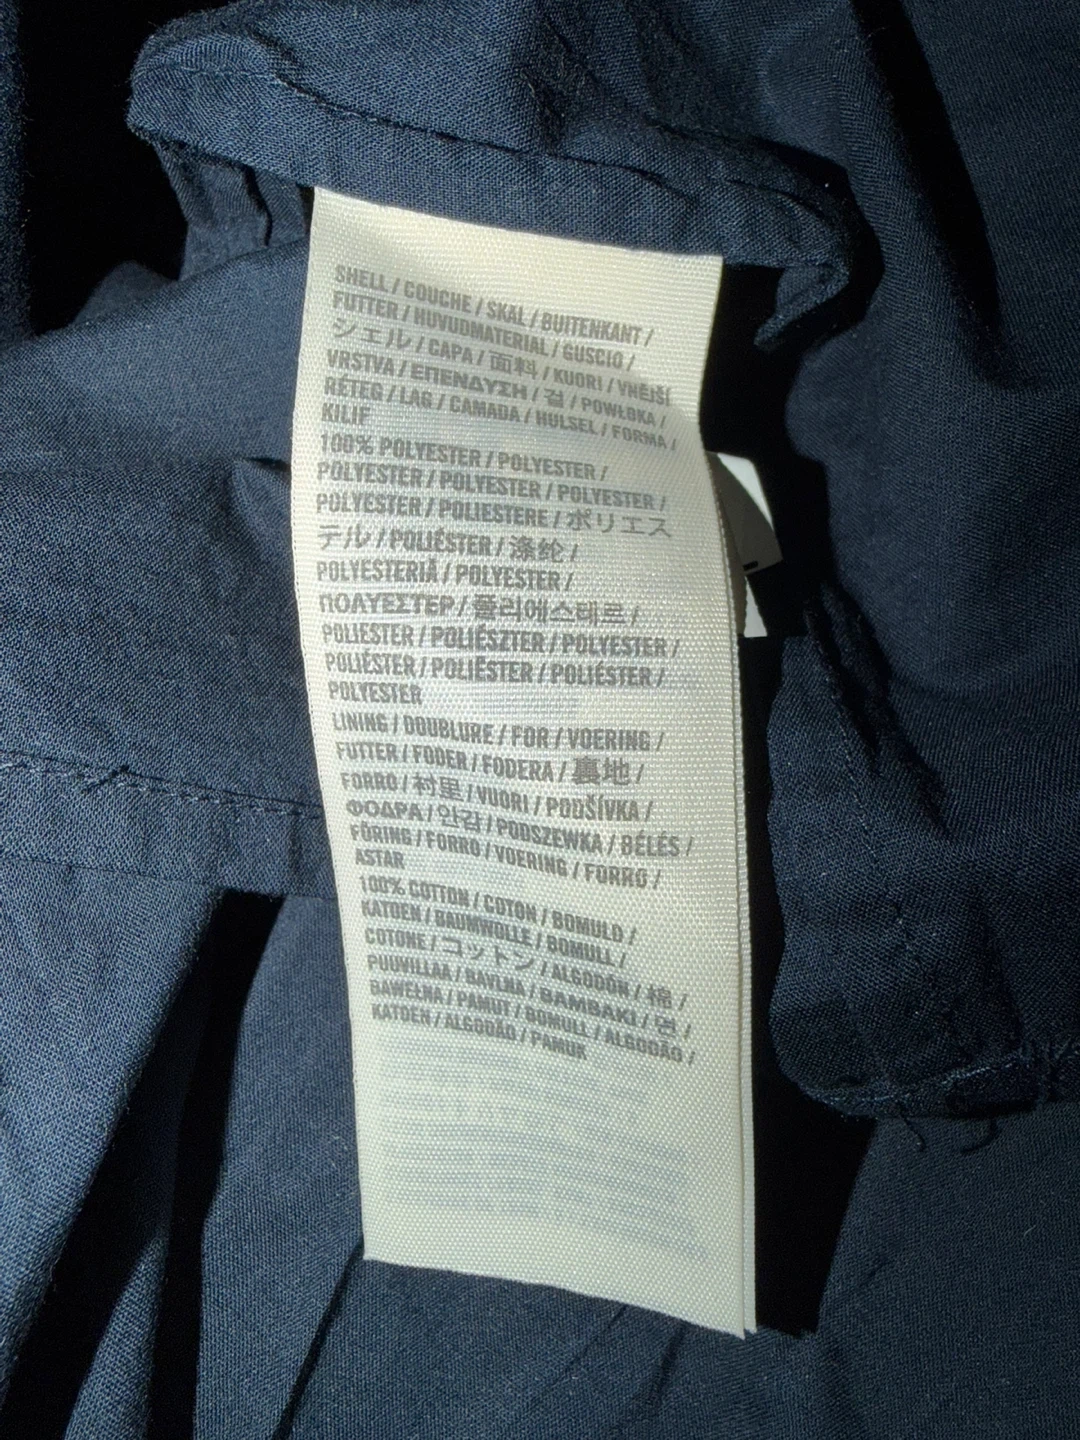 SHELL / COUCHE / SKAL / BUITENKANT /
FUTTER / HUVUDMATERIAL / GUSCIO /
シェル / CAPA / 面料 / KUORI / VNĚJŠÍ
VRSTVA / ΕΠΕΝΔΥΣΗ / 겉 / POWŁOKA /
RÉTEG / LAG / CAMADA / HULSEL / FORMA /
KILIF
100% POLYESTER / POLYESTER /
POLYESTER / POLYESTER / POLYESTER /
POLYESTER / POLIESTERE / ポリエス
テル / POLIÉSTER / 涤纶 /
POLYESTERIÄ / POLYESTER /
ΠΟΛΥΕΣΤΕΡ / 폴리에스테르 /
POLIESTER / POLIÉSZTER / POLYESTER /
POLIÉSTER / POLIËSTER / POLIÉSTER /
POLYESTER
LINING / DOUBLURE / FOR / VOERING /
FUTTER / FODER / FODERA / 裏地 /
FORRO / 衬里 / VUORI / PODŠÍVKA /
ΦΟΔΡΑ / 안감 / PODSZEWKA / BÉLÉS /
FÔRING / FORRO / VOERING / FORRO /
ASTAR
100% COTTON / COTON / BOMULD /
KATOEN / BAUMWOLLE / BOMULL /
COTONE / コットン / ALGODÓN / 棉 /
PUUVILLAA / BAVLNA / ΒΑΜΒΑΚΙ / 면 /
BAWEŁNA / PAMUT / BOMULL / ALGODÃO /
KATOEN / ALGODÃO / PAMUK